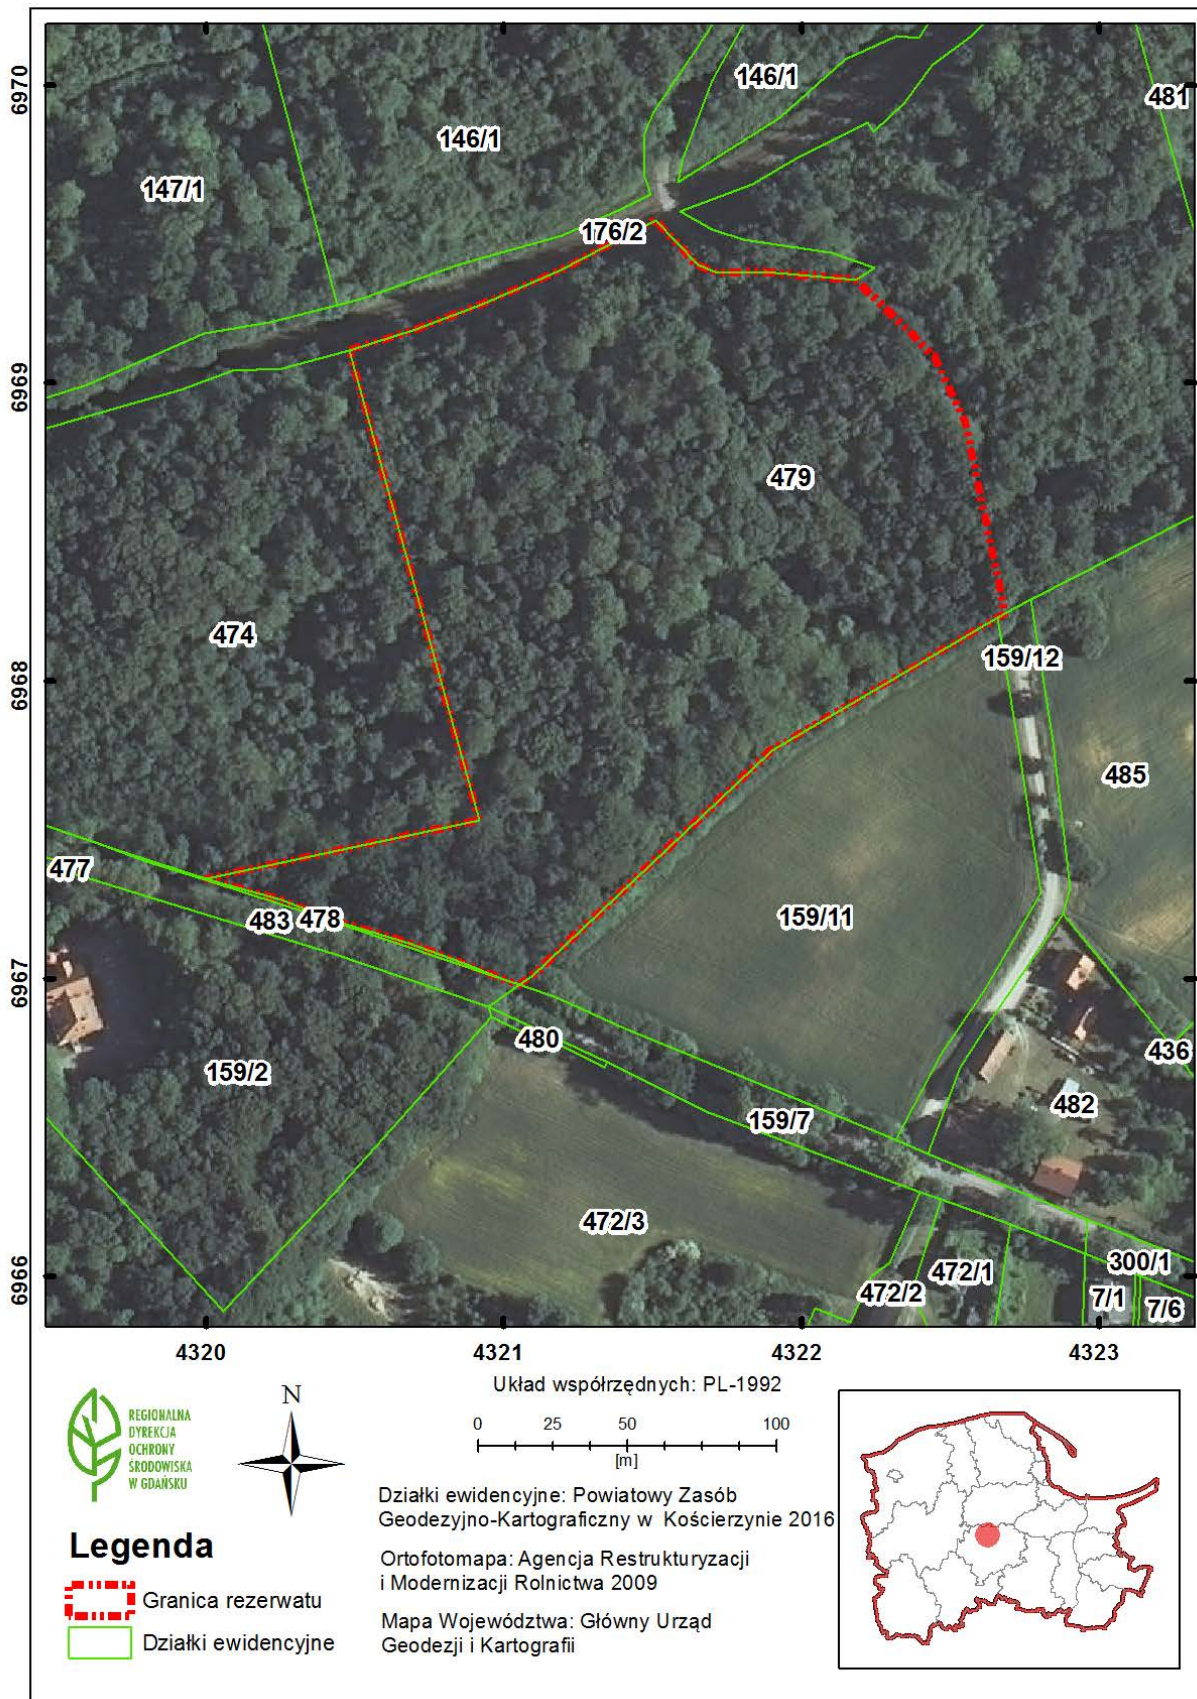 146/1
481
6970
146/1
147/1
176/2
6969
479
474
159/12
6968
485
477
483
478
159/11
6967
480
436
159/2
482
159/7
472/3
300/1
472/1
6966
472/2
7/1
7/6
4320
4321
4322
4323
Układ współrzędnych: PL-1992
N
0 25 50 100
[m]
REGIONALNA
DYREKCJA
OCHRONY
ŚRODOWISKA
W GDAŃSKU
Działki ewidencyjne: Powiatowy Zasób
Geodezyjno-Kartograficzny w Kościerzynie 2016
Ortofotomapa: Agencja Restrukturyzacji
i Modernizacji Rolnictwa 2009
Mapa Województwa: Główny Urząd
Geodezji i Kartografii
Legenda
Granica rezerwatu
Działki ewidencyjne